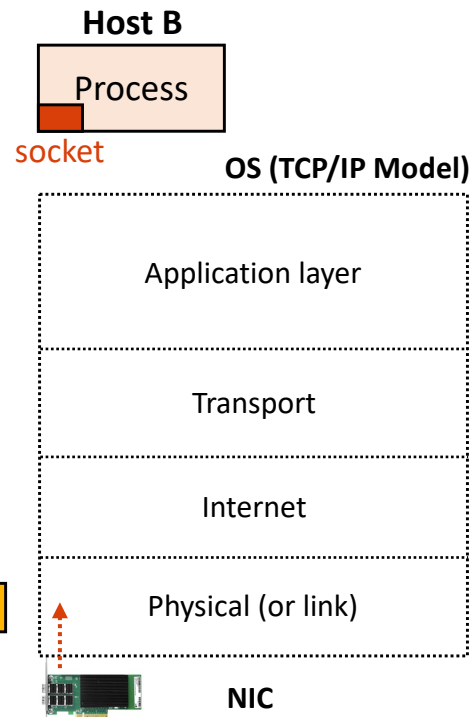 Host B
Process
socket
OS (TCP/IP Model)
Application layer
Transport
Internet
Physical (or link)
NIC